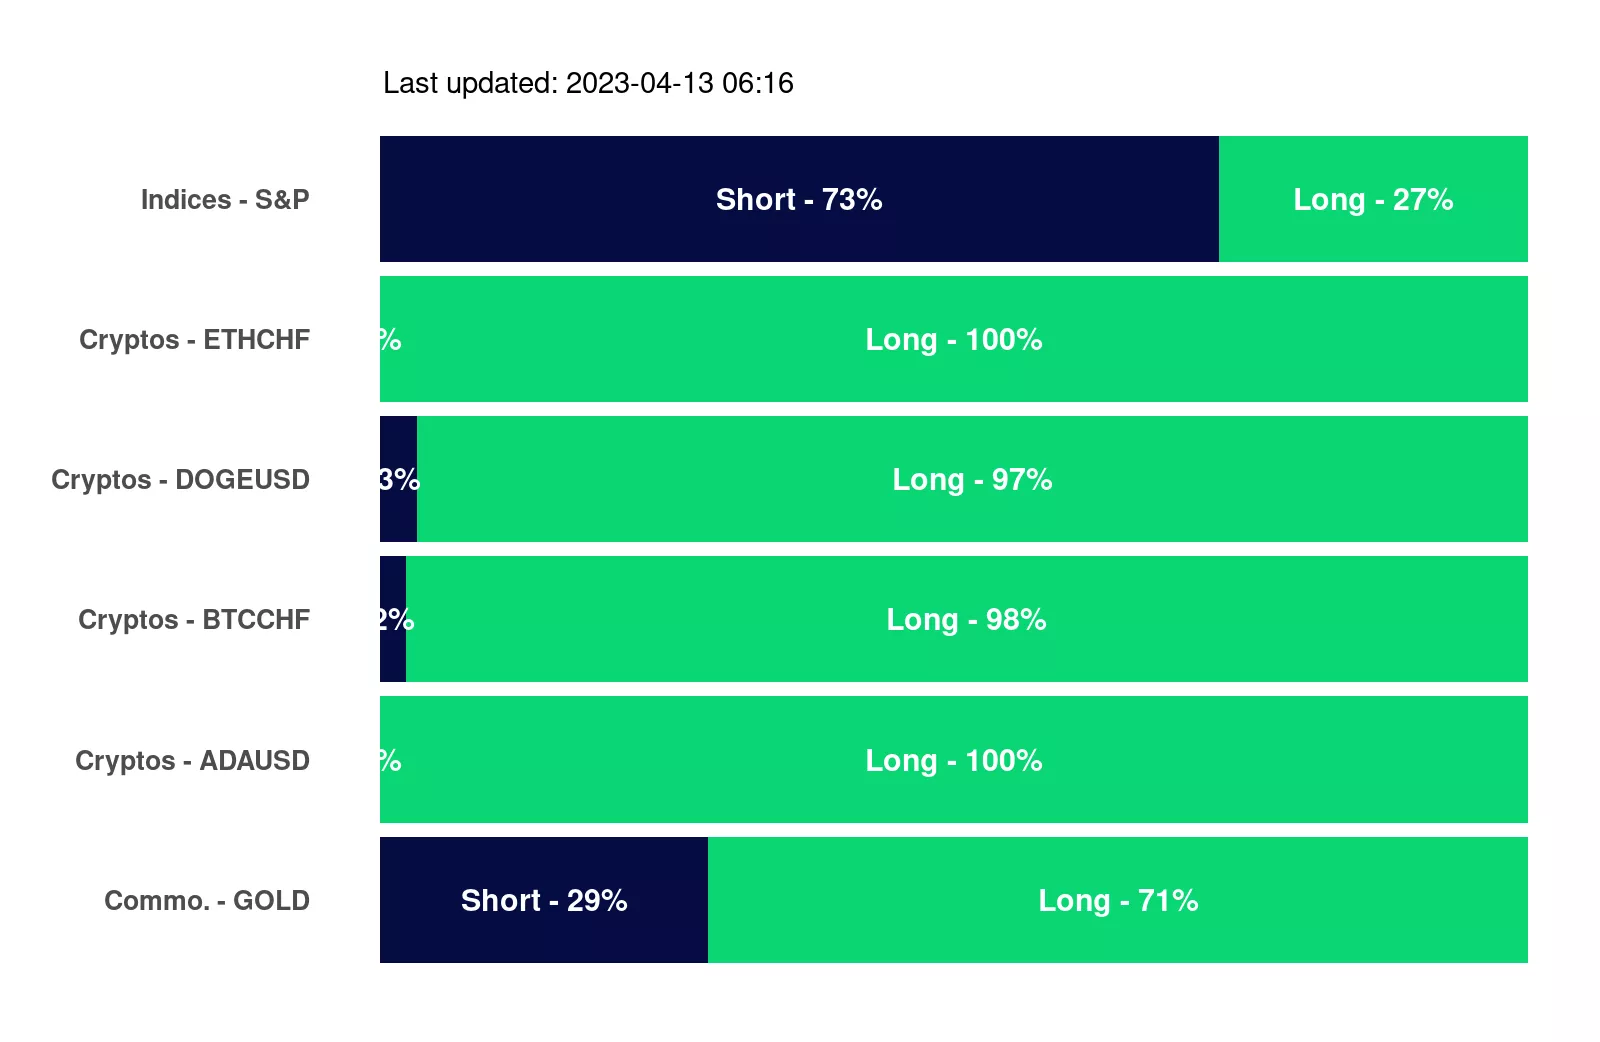 Last updated: 2023-04-13 06:16
Indices - S&P Short - 73% Long - 27%
Cryptos - ETHCHF % Long - 100%
Cryptos - DOGEUSD 3% Long - 97%
Cryptos - BTCCHF 2% Long - 98%
Cryptos - ADAUSD % Long - 100%
Commo. - GOLD Short - 29% Long - 71%